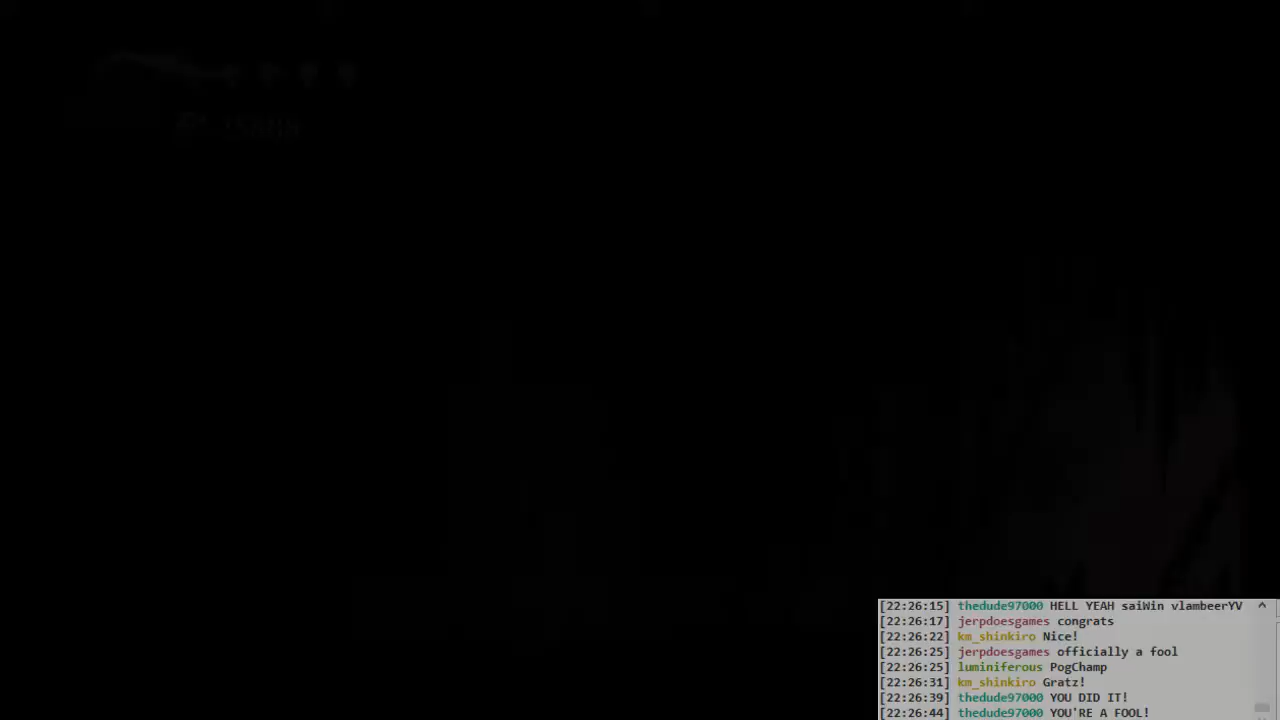 [22:26:15] thedude97000 HELL YEAH saiWin vlambeerYV
[22:26:17] jerpdoesgames congrats
[22:26:22] km_shinkiro Nice!
[22:26:25] jerpdoesgames officially a fool
[22:26:25] luminiferous PogChamp
[22:26:31] km_shinkiro Gratz!
[22:26:39] thedude97000 YOU DID IT!
[22:26:44] thedude97000 YOU'RE A FOOL!